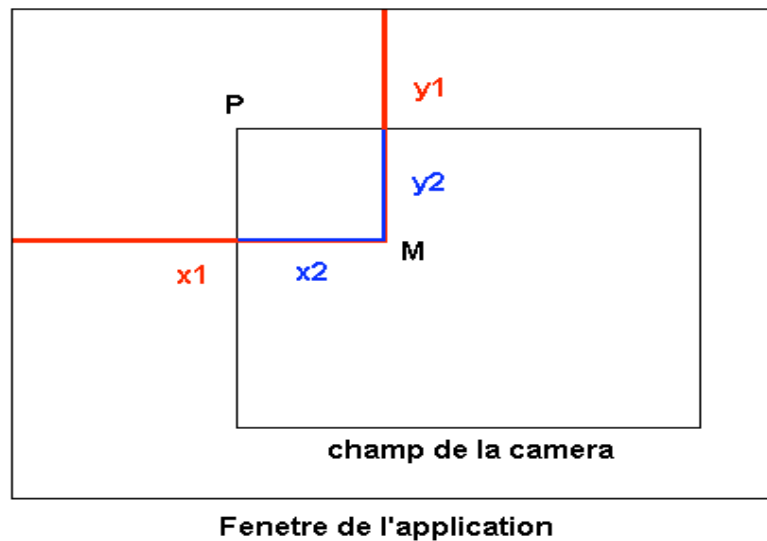 y1
P
y2
M
x1
x2
champ de la camera
Fenetre de l'application